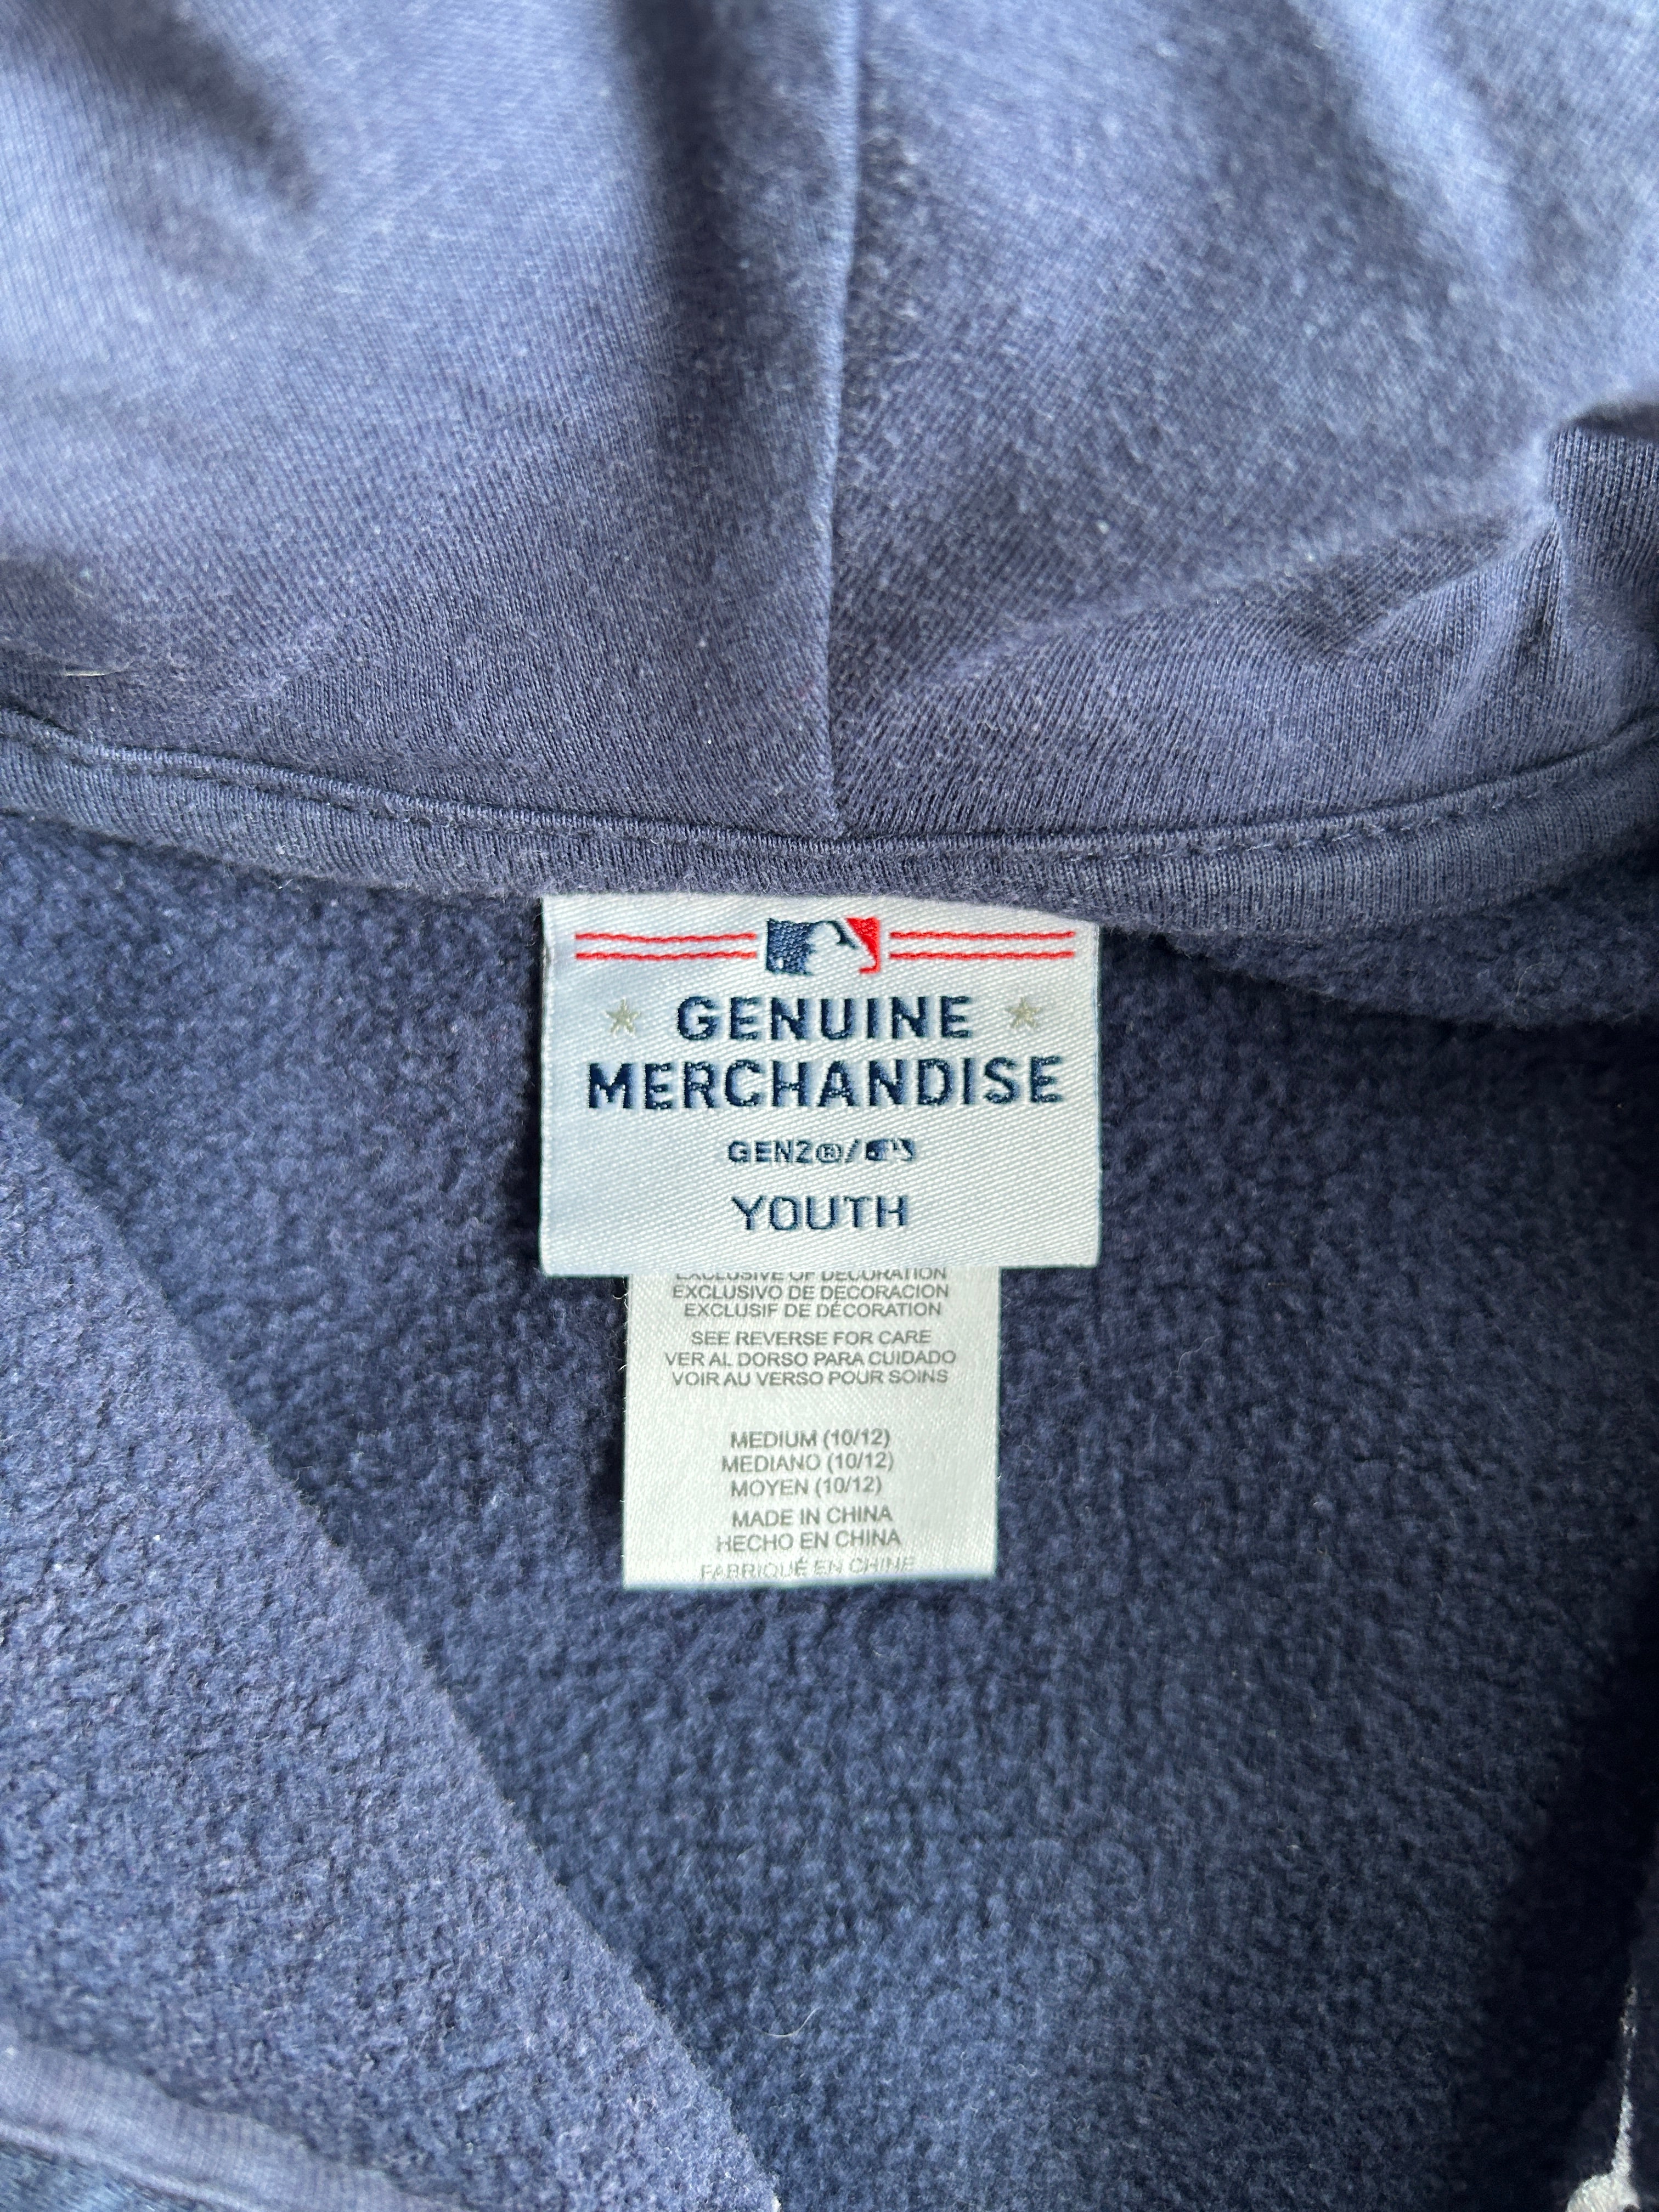 GENUINE
MERCHANDISE
GEN2®/
YOUTH
EXCLUSIVE OF DECORATION
EXCLUSIVO DE DECORACION
EXCLUSIF DE DÉCORATION
SEE REVERSE FOR CARE
VER AL DORSO PARA CUIDADO
VOIR AU VERSO POUR SOINS
MEDIUM (10/12)
MEDIANO (10/12)
MOYEN (10/12)
MADE IN CHINA
HECHO EN CHINA
FABRIQUÉ EN CHINE